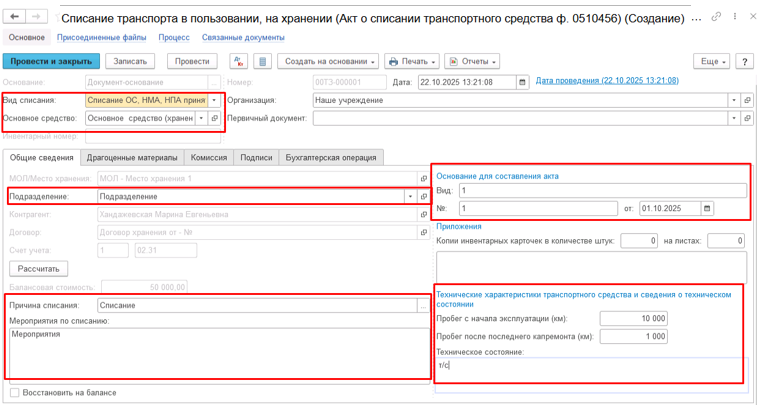 Списание транспорта в пользовании, на хранении (Акт о списании транспортного средства ф. 0510456) (Создание) ...
Основное Присоединенные файлы Процесс Связанные документы
Провести и закрыть Записать Провести Дт Кт Создать на основании Печать Отчеты Еще ?
Основание: Документ-основание ... Номер: 00ТЗ-000001 Дата: 22.10.2025 13:21:08 Дата проведения (22.10.2025 13:21:08)
Вид списания: Списание ОС, НМА, НПА приня Организация: Наше учреждение
Основное средство: Основное средство (хранен Первичный документ:
Инвентарный номер:
Общие сведения Драгоценные материалы Комиссия Подписи Бухгалтерская операция
МОЛ/Место хранения: МОЛ - Место хранения 1
Основание для составления акта
Подразделение: Подразделение
Вид: 1
Контрагент: Хандажевская Марина Евгеньевна
№: 1 от: 01.10.2025
Договор: Договор хранения от - №
Приложения
Счет учета: 1 02.31
Копии инвентарных карточек в количестве штук: 0 на листах: 0
Рассчитать
Балансовая стоимость: 50 000,00
Технические характеристики транспортного средства и сведения о техническом
состоянии
Причина списания: Списание ...
Пробег с начала эксплуатации (км): 10 000
Мероприятия по списанию:
Мероприятия
Пробег после последнего капремонта (км): 1 000
Техническое состояние:
т/с
Восстановить на балансе